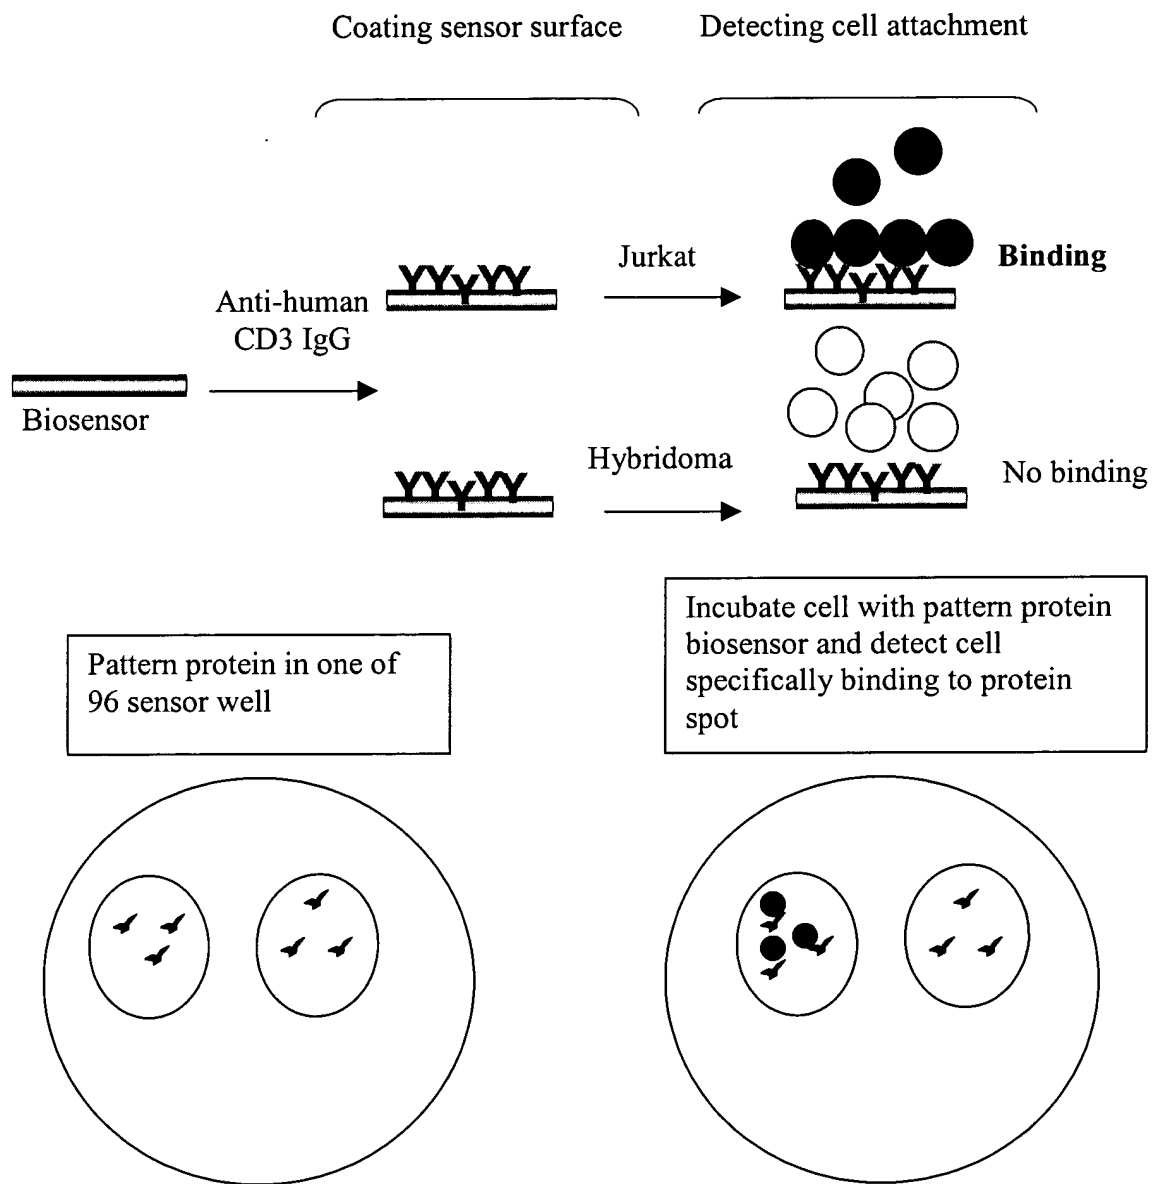 Coating sensor surface
Detecting cell attachment
Jurkat
Binding
Anti-human
CD3 IgG
Biosensor
Hybridoma
No binding
Pattern protein in one of
96 sensor well
Incubate cell with pattern protein
biosensor and detect cell
specifically binding to protein
spot